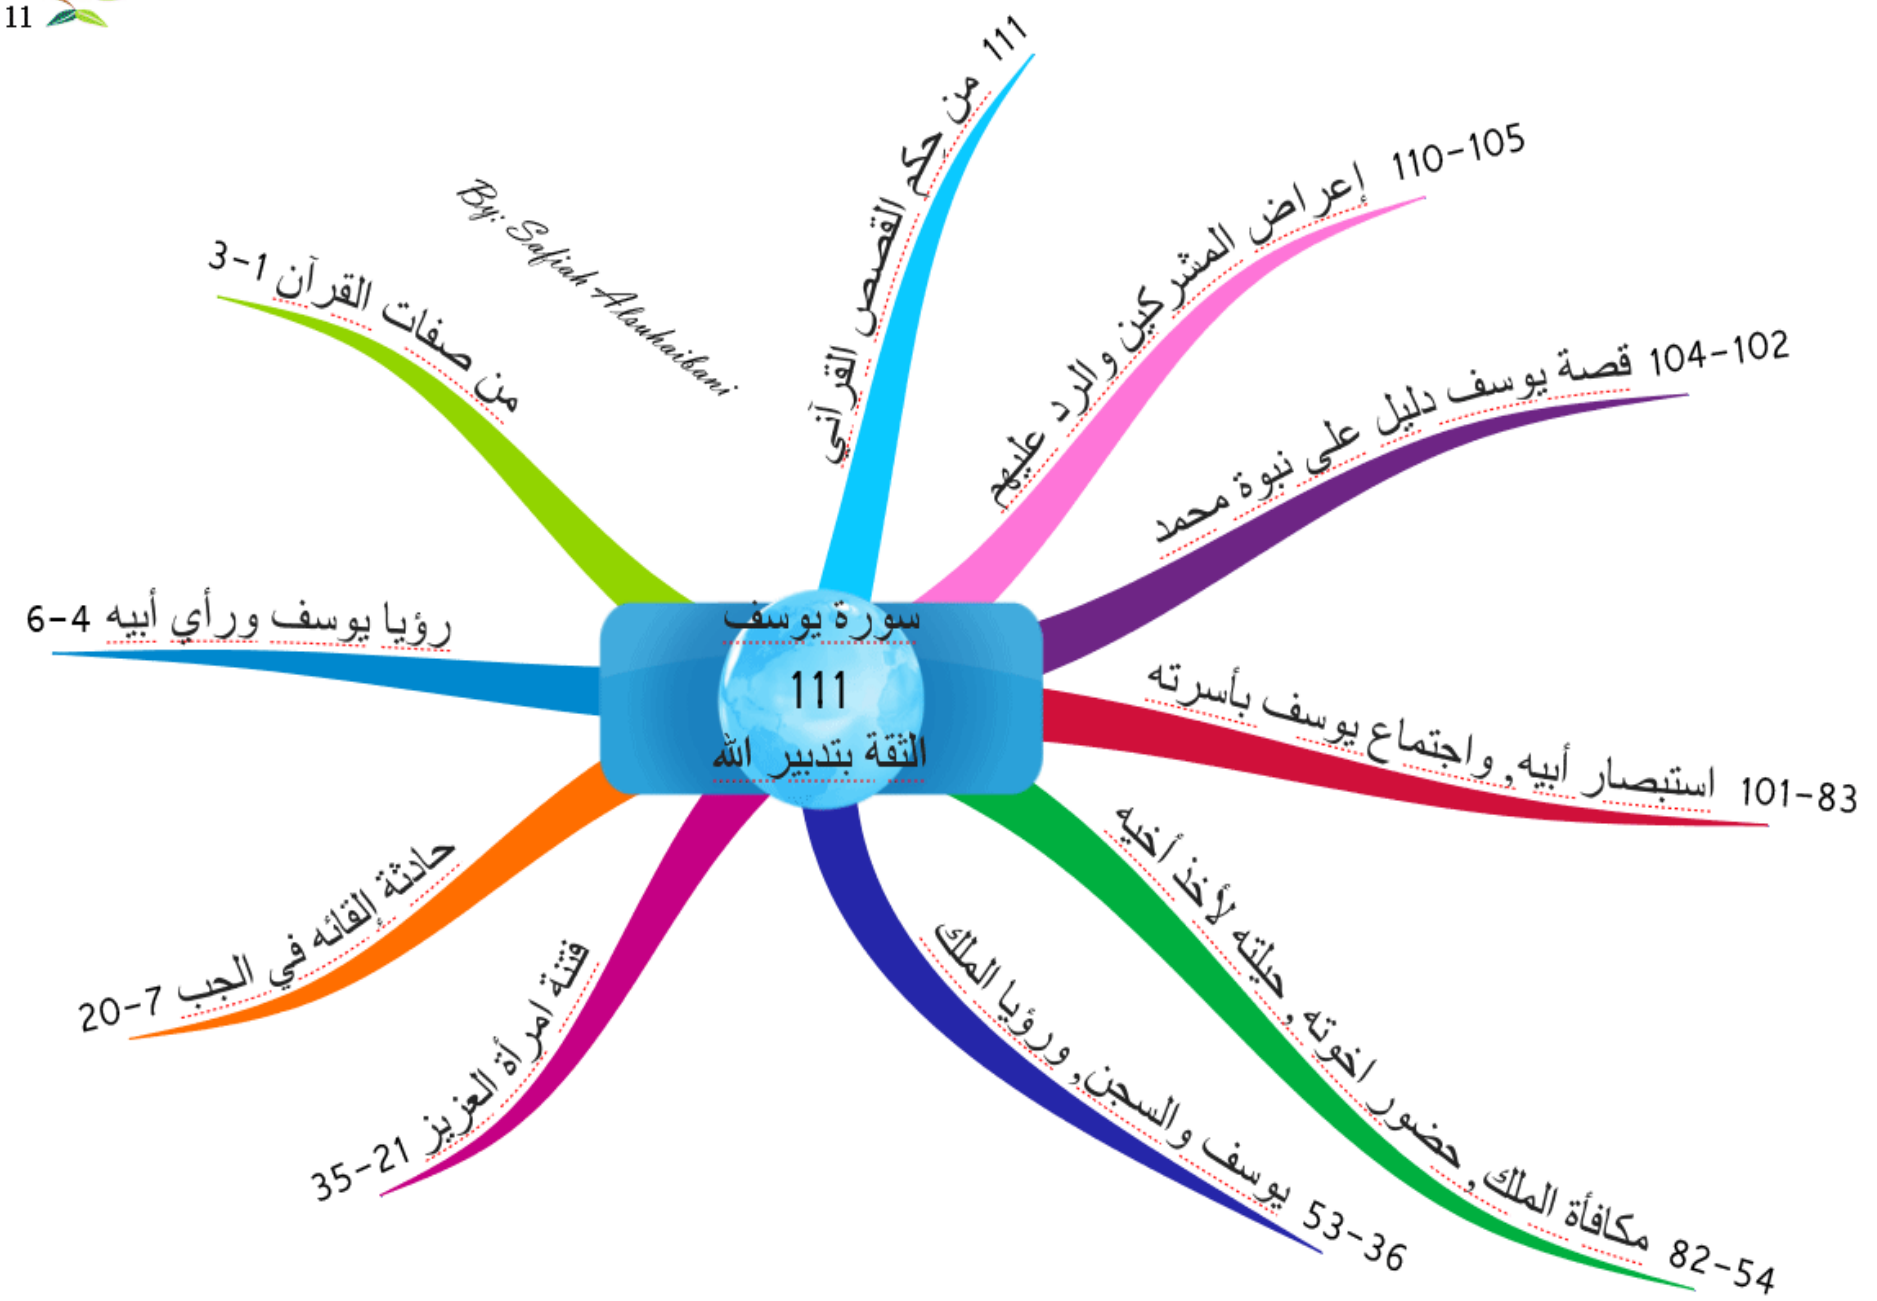 11
By: Safiah Alsuhaibani
سورة يوسف
111
الثقة بتدبير الله
من صفات القرآن 1-3
رؤيا يوسف ورأي أبيه 4-6
حادثة إلقائه في الجب 7-20
فتنة امرأة العزيز 21-35
يوسف والسجن, ورؤيا الملك 36-53
مكافأة الملك, حضور اخوته, حيلته لأخذ أخيه 54-82
استبصار أبيه, واجتماع يوسف بأسرته 83-101
قصة يوسف دليل على نبوة محمد 102-104
إعراض المشركين والرد عليهم 105-110
من حِكَم القصص القرآني 111